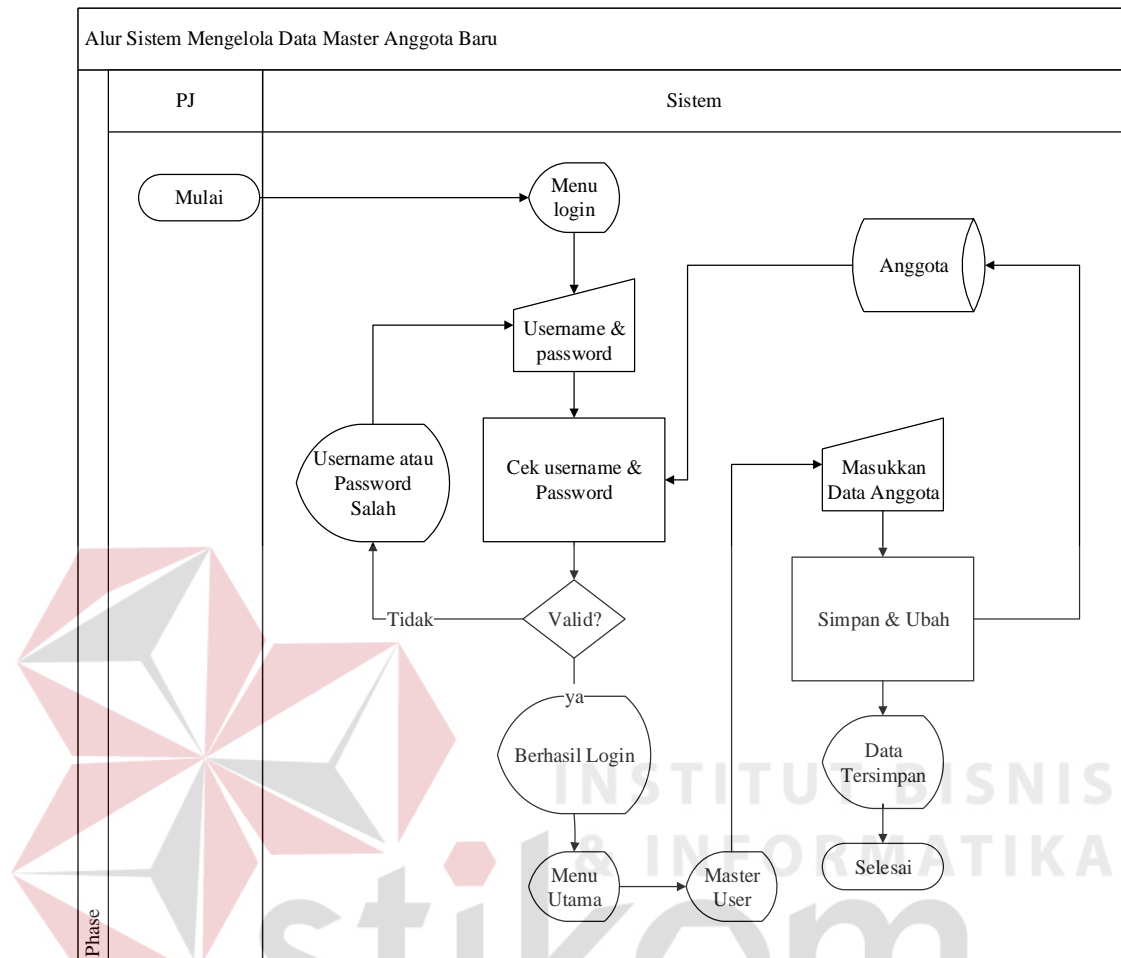 Alur Sistem Mengelola Data Master Anggota Baru
PJ
Sistem
Mulai
Menu
login
Anggota
Username &
password
Username atau
Password
Salah
Cek username &
Password
Masukkan
Data Anggota
Tidak
Valid?
Simpan & Ubah
ya
Berhasil Login
Data
Tersimpan
INSTITUT BISNIS
& INFORMATIKA
Menu
Utama
Master
User
Selesai
Phase
stikom